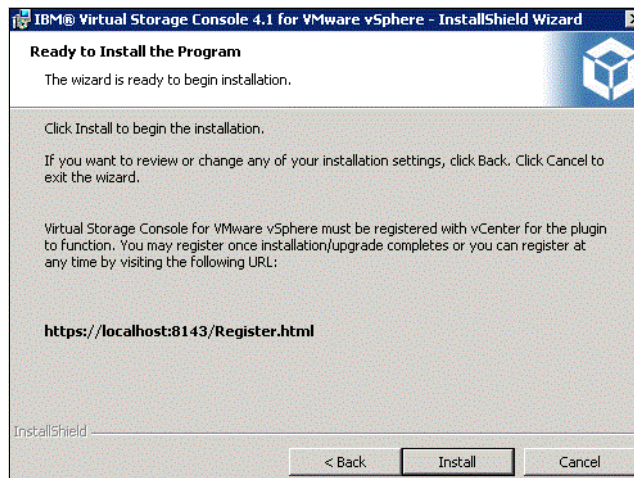 IBM® Virtual Storage Console 4.1 for VMware vSphere - InstallShield Wizard
Ready to Install the Program
The wizard is ready to begin installation.
Click Install to begin the installation.
If you want to review or change any of your installation settings, click Back. Click Cancel to
exit the wizard.
Virtual Storage Console for VMware vSphere must be registered with vCenter for the plugin
to function. You may register once installation/upgrade completes or you can register at
any time by visiting the following URL:
https://localhost:8143/Register.html
InstallShield
< Back Install Cancel